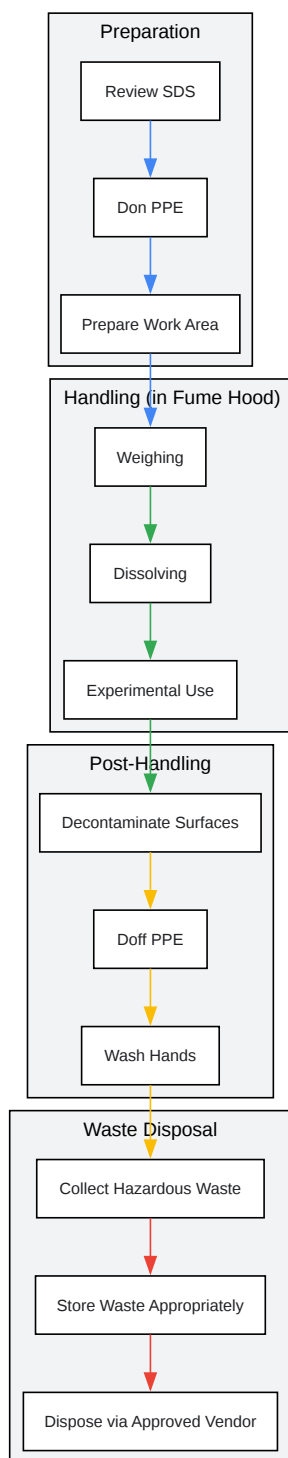 Preparation
Review SDS
Don PPE
Prepare Work Area
Handling (in Fume Hood)
Weighing
Dissolving
Experimental Use
Post-Handling
Decontaminate Surfaces
Doff PPE
Wash Hands
Waste Disposal
Collect Hazardous Waste
Store Waste Appropriately
Dispose via Approved Vendor